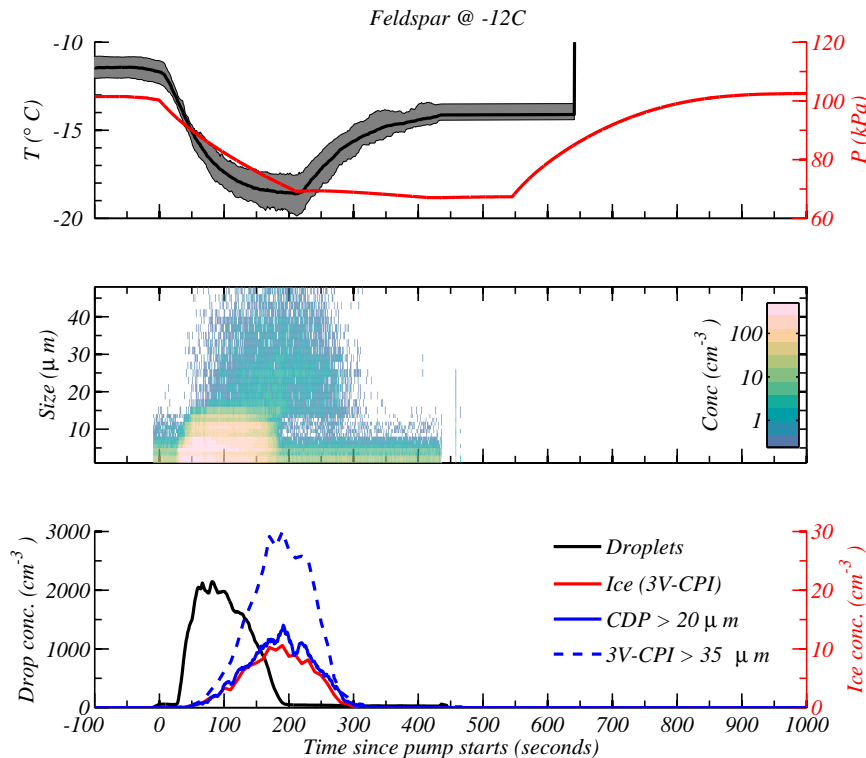 Feldspar @ -12C
-10
-15
-20
T (° C)
120
100
80
60
P (kPa)
40
30
20
10
Size (μ m)
Conc (cm-3)
100
10
1
3000
2000
1000
0
Drop conc. (cm-3)
Droplets
Ice (3V-CPI)
CDP > 20 μ m
3V-CPI > 35 μ m
30
20
10
0
Ice conc. (cm-3)
-100 0 100 200 300 400 500 600 700 800 900 1000
Time since pump starts (seconds)